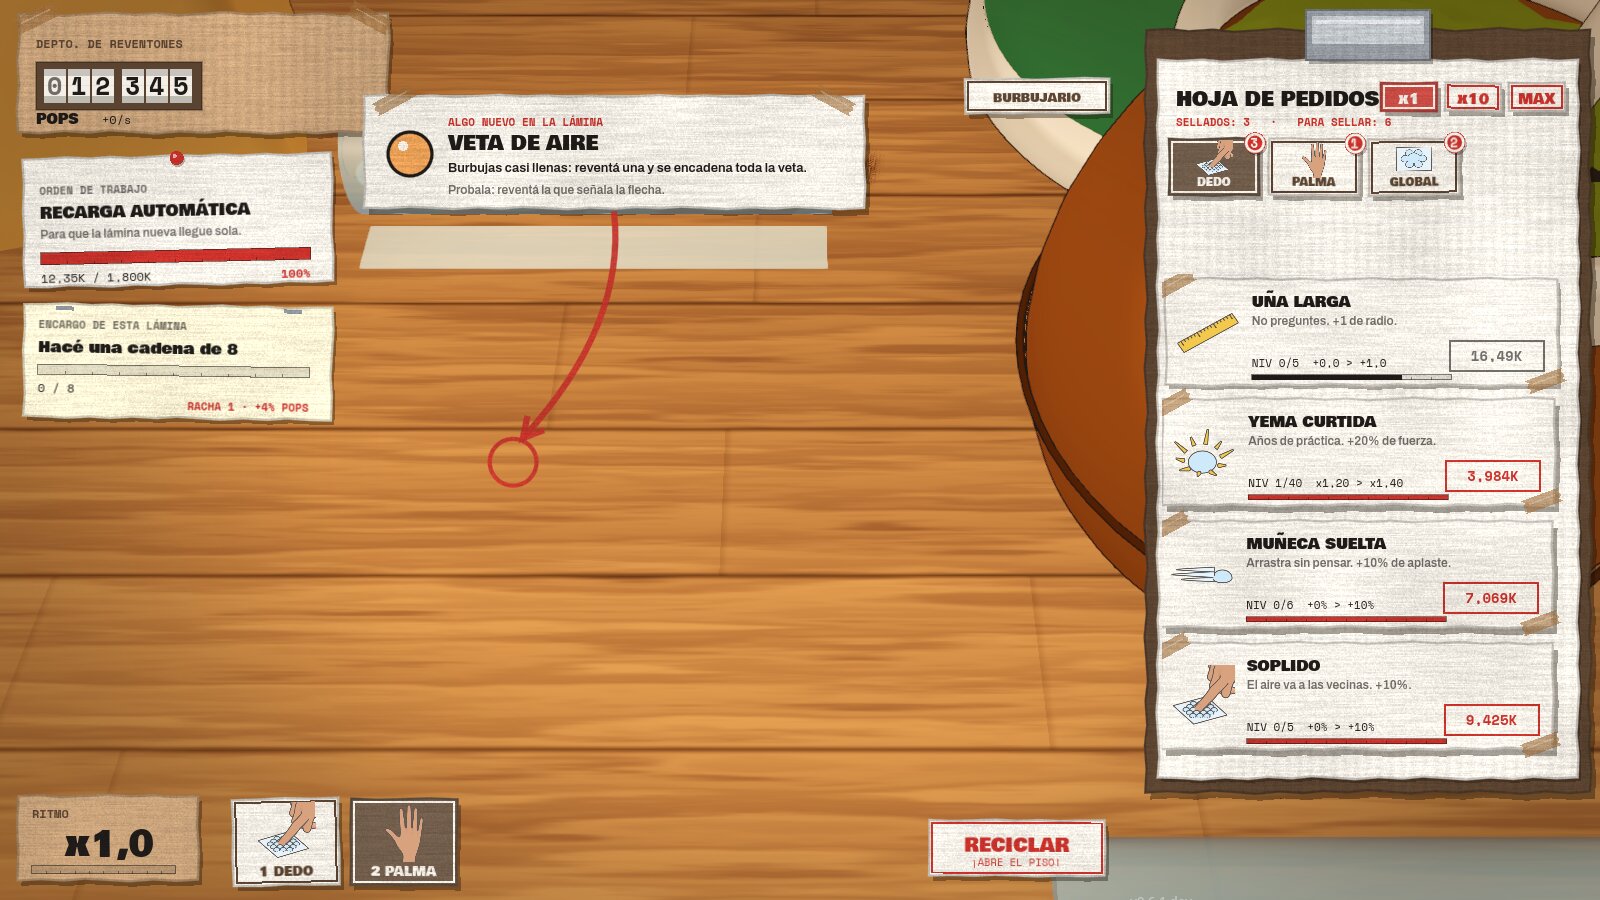 DEPTO. DE REVENTONES
012 345
POPS +0/s
ORDEN DE TRABAJO
RECARGA AUTOMÁTICA
Para que la lámina nueva llegue sola.
12,35K / 1,800K 100%
ENCARGO DE ESTA LÁMINA
Hacé una cadena de 8
0 / 8
RACHA 1 · +4% POPS
ALGO NUEVO EN LA LÁMINA
VETA DE AIRE
Burbujas casi llenas: reventá una y se encadena toda la veta.
Probala: reventá la que señala la flecha.
BURBUJARIO
HOJA DE PEDIDOS x1 x10 MAX
SELLADOS: 3 · PARA SELLAR: 6
3 1 2
DEDO PALMA GLOBAL
UÑA LARGA
No preguntes. +1 de radio.
NIV 0/5 +0,0 > +1,0
16,49K
YEMA CURTIDA
Años de práctica. +20% de fuerza.
NIV 1/40 x1,20 > x1,40
3,984K
MUÑECA SUELTA
Arrastra sin pensar. +10% de aplaste.
NIV 0/6 +0% > +10%
7,069K
SOPLIDO
El aire va a las vecinas. +10%.
NIV 0/5 +0% > +10%
9,425K
RITMO
x1,0
1 DEDO
2 PALMA
RECICLAR
¡ABRE EL PISO!